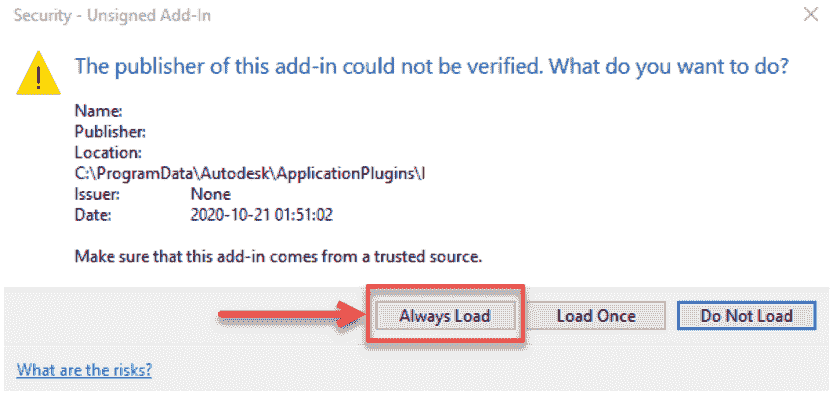 Security - Unsigned Add-In
The publisher of this add-in could not be verified. What do you want to do?
Name:
Publisher:
Location:
C:\ProgramData\Autodesk\ApplicationPlugins\I
Issuer: None
Date: 2020-10-21 01:51:02
Make sure that this add-in comes from a trusted source.
Always Load Load Once Do Not Load
What are the risks?